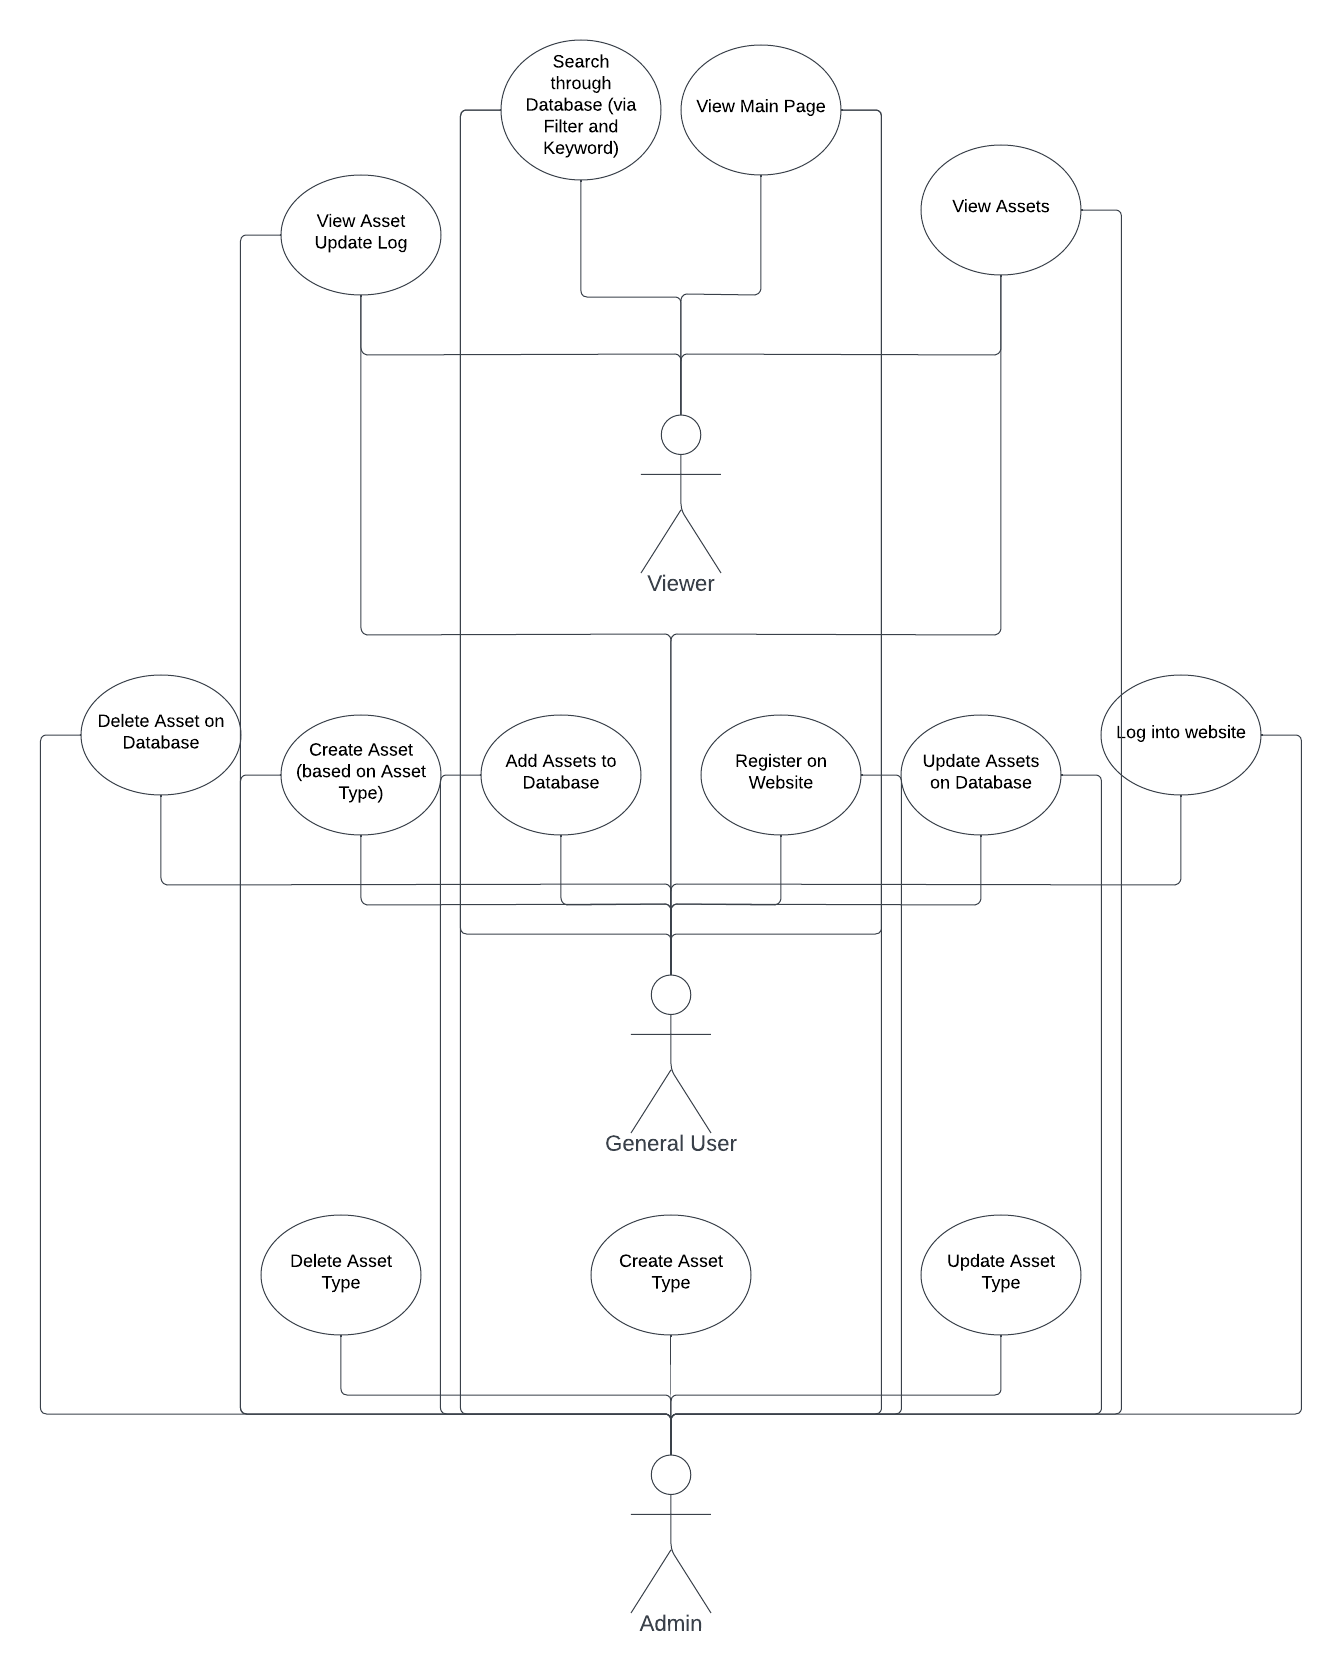 Search
through
Database (via
Filter and
Keyword)
View Main Page
View Assets
View Asset
Update Log
Viewer
Delete Asset on
Database
Create Asset
(based on Asset
Type)
Add Assets to
Database
Register on
Website
Update Assets
on Database
Log into website
General User
Delete Asset
Type
Create Asset
Type
Update Asset
Type
Admin